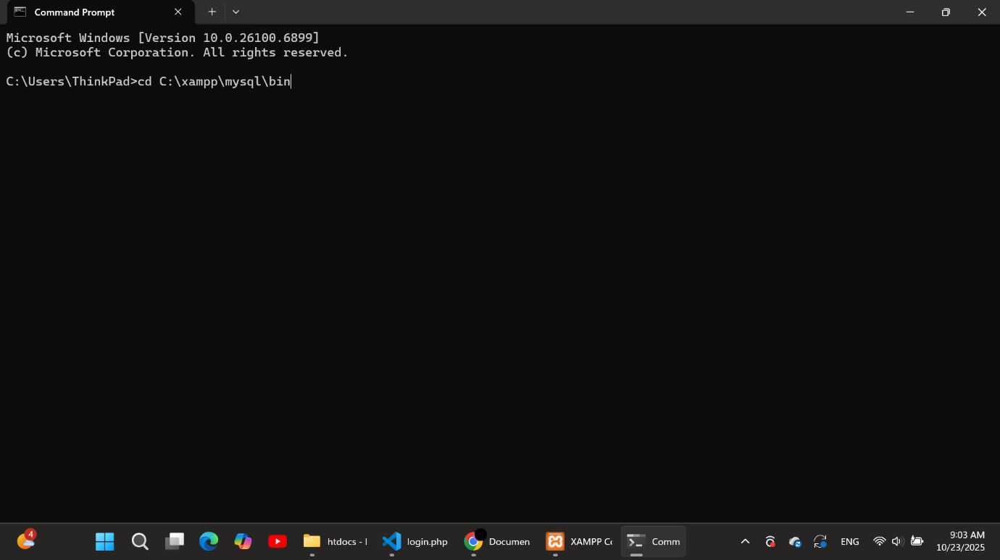 Command Prompt
Microsoft Windows [Version 10.0.26100.6899]
(c) Microsoft Corporation. All rights reserved.
C:\Users\ThinkPad>cd C:\xampp\mysql\bin
4
htdocs - I
login.php
Documen
XAMPP Co
Comm
ENG
9:03 AM
10/23/2025